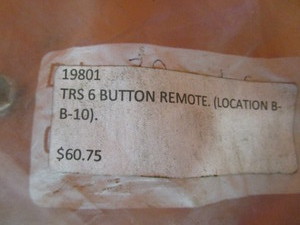 19801
TRS 6 BUTTON REMOTE. (LOCATION B-
B-10).
$60.75